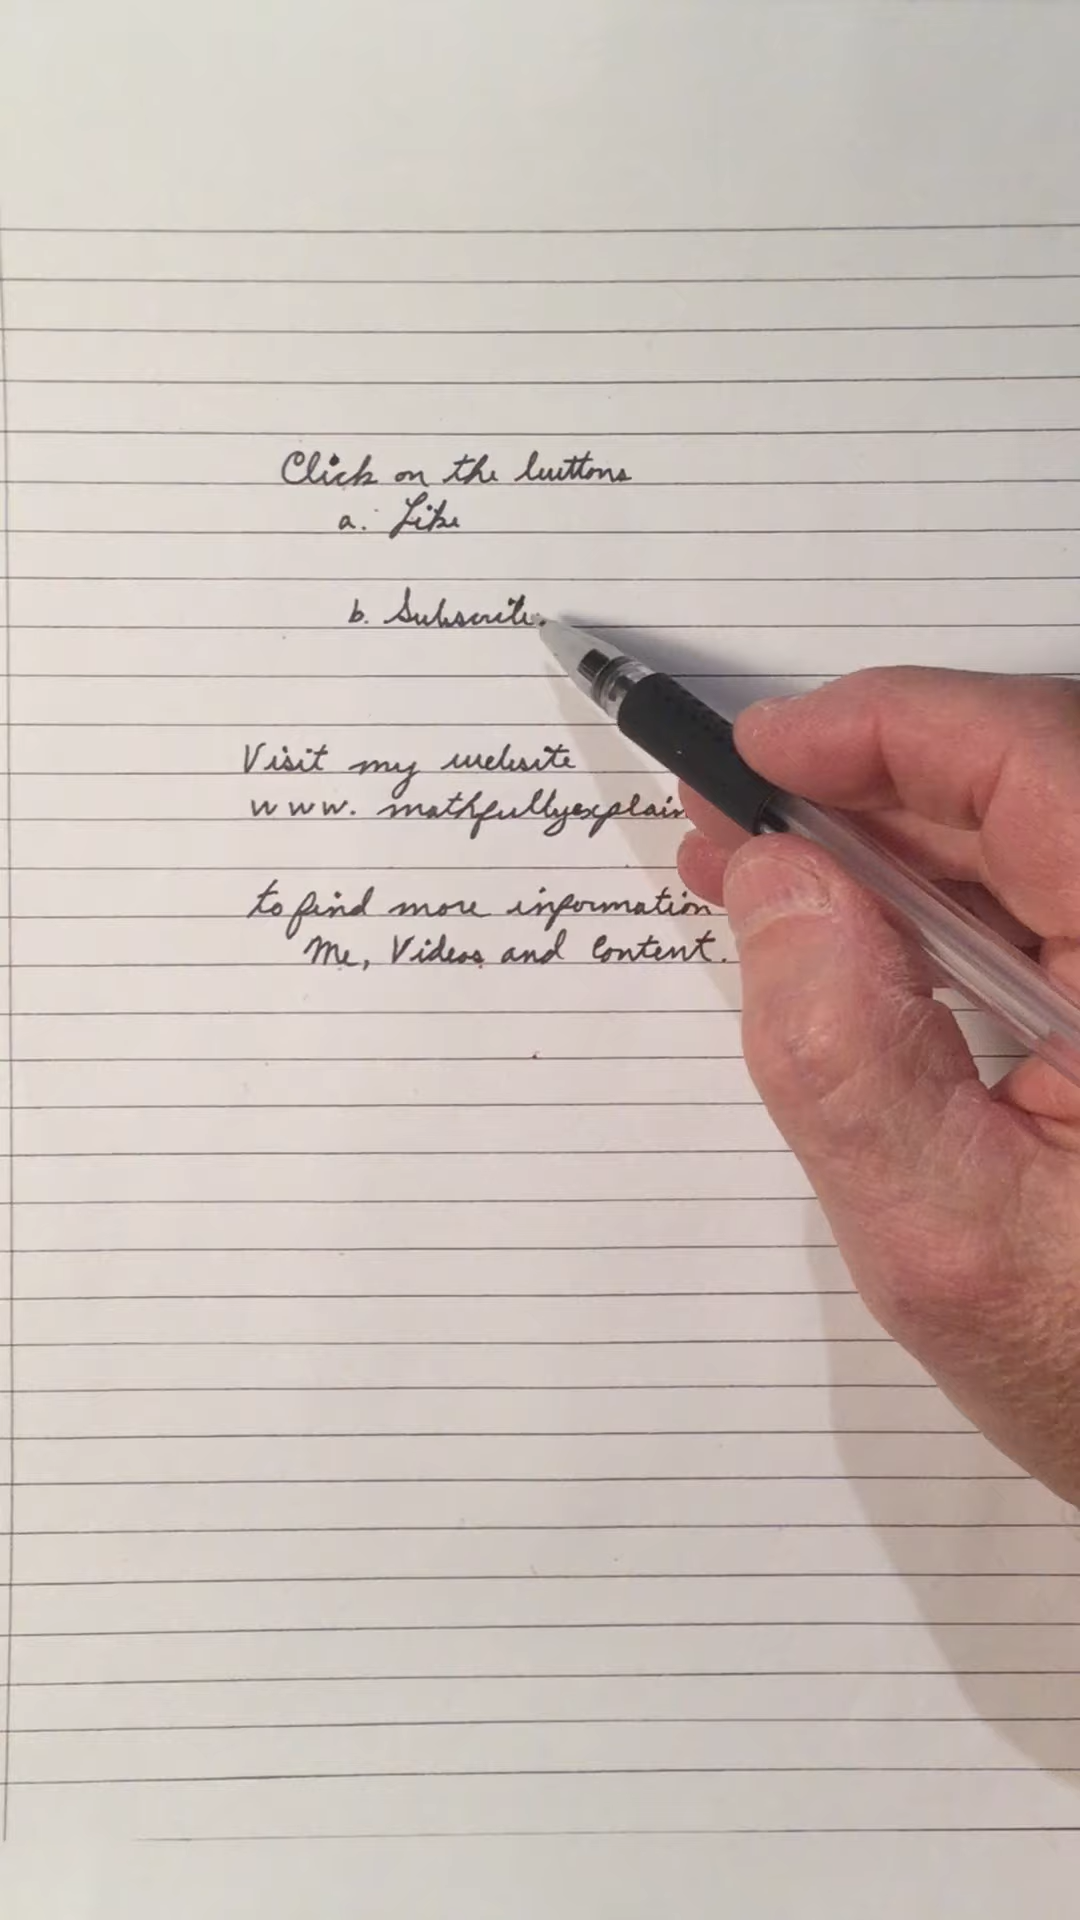 Click on the buttons
a. Like
b. Subscribe.
Visit my website
www. mathfullyexplain
to find more information
Me, Videos and Content.